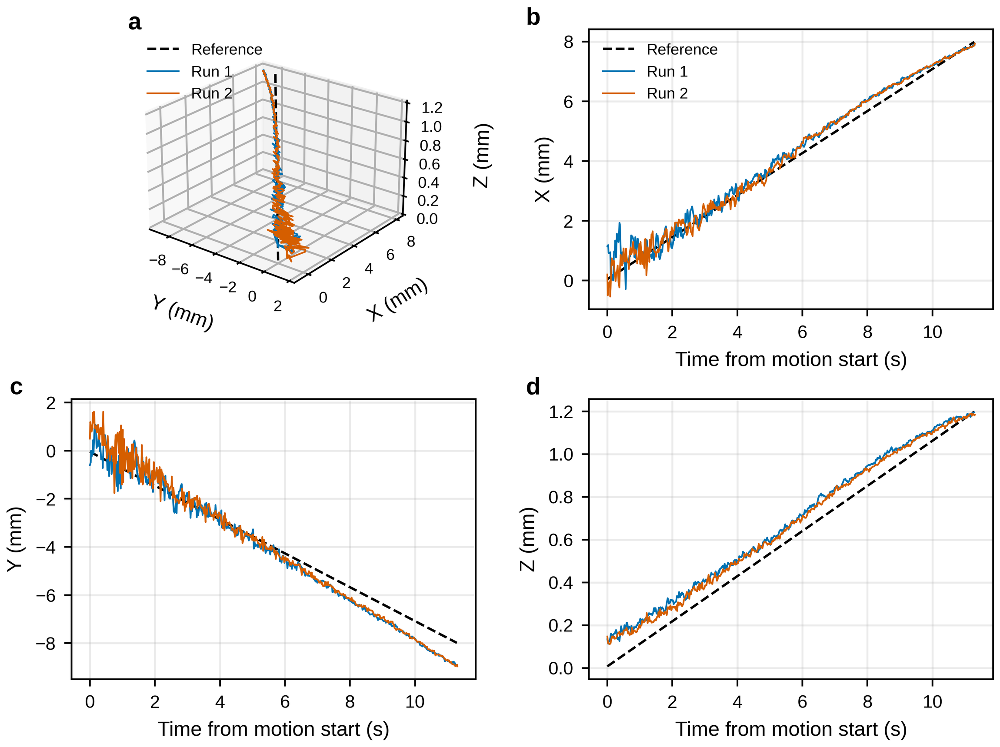 a
Reference
Run 1
Run 2
1.2
1.0
0.8
0.6
0.4
0.2
0.0
Z (mm)
−8
−6
−4
−2
0
2
Y (mm)
0
2
4
6
8
X (mm)
b
Reference
Run 1
Run 2
8
6
4
2
0
X (mm)
0 2 4 6 8 10
Time from motion start (s)
c
2
0
−2
−4
−6
−8
Y (mm)
0 2 4 6 8 10
Time from motion start (s)
d
1.2
1.0
0.8
0.6
0.4
0.2
0.0
Z (mm)
0 2 4 6 8 10
Time from motion start (s)